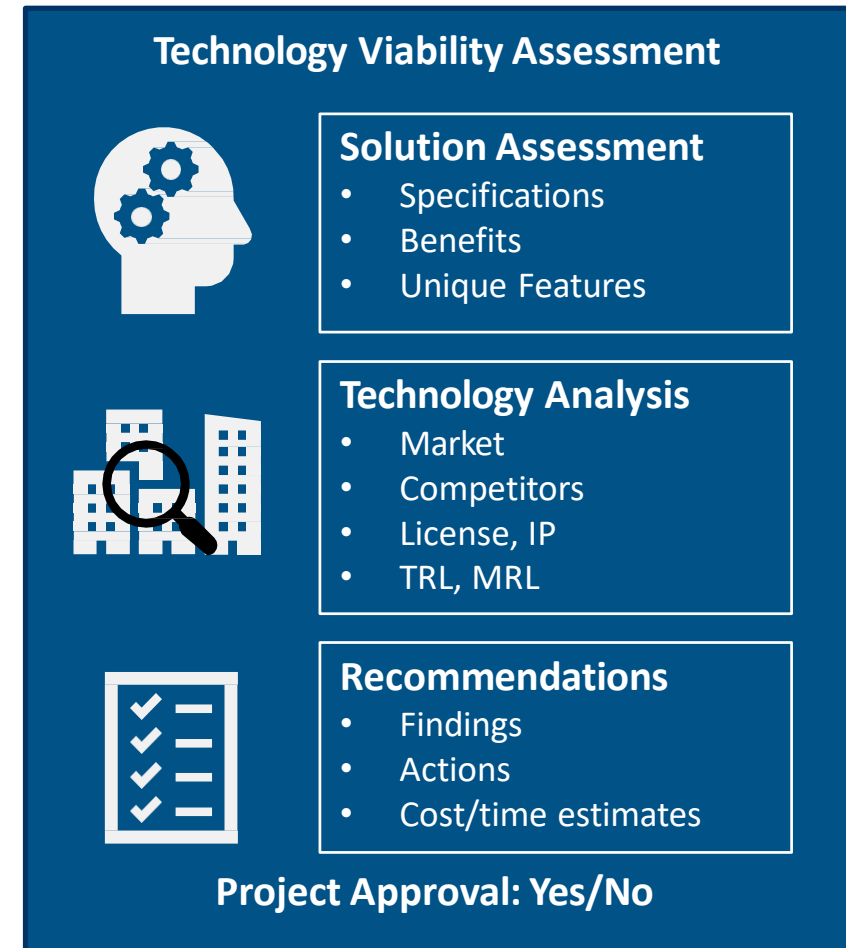 Technology Viability Assessment
Solution Assessment
• Specifications
• Benefits
• Unique Features
Technology Analysis
• Market
• Competitors
• License, IP
• TRL, MRL
Recommendations
• Findings
• Actions
• Cost/time estimates
Project Approval: Yes/No